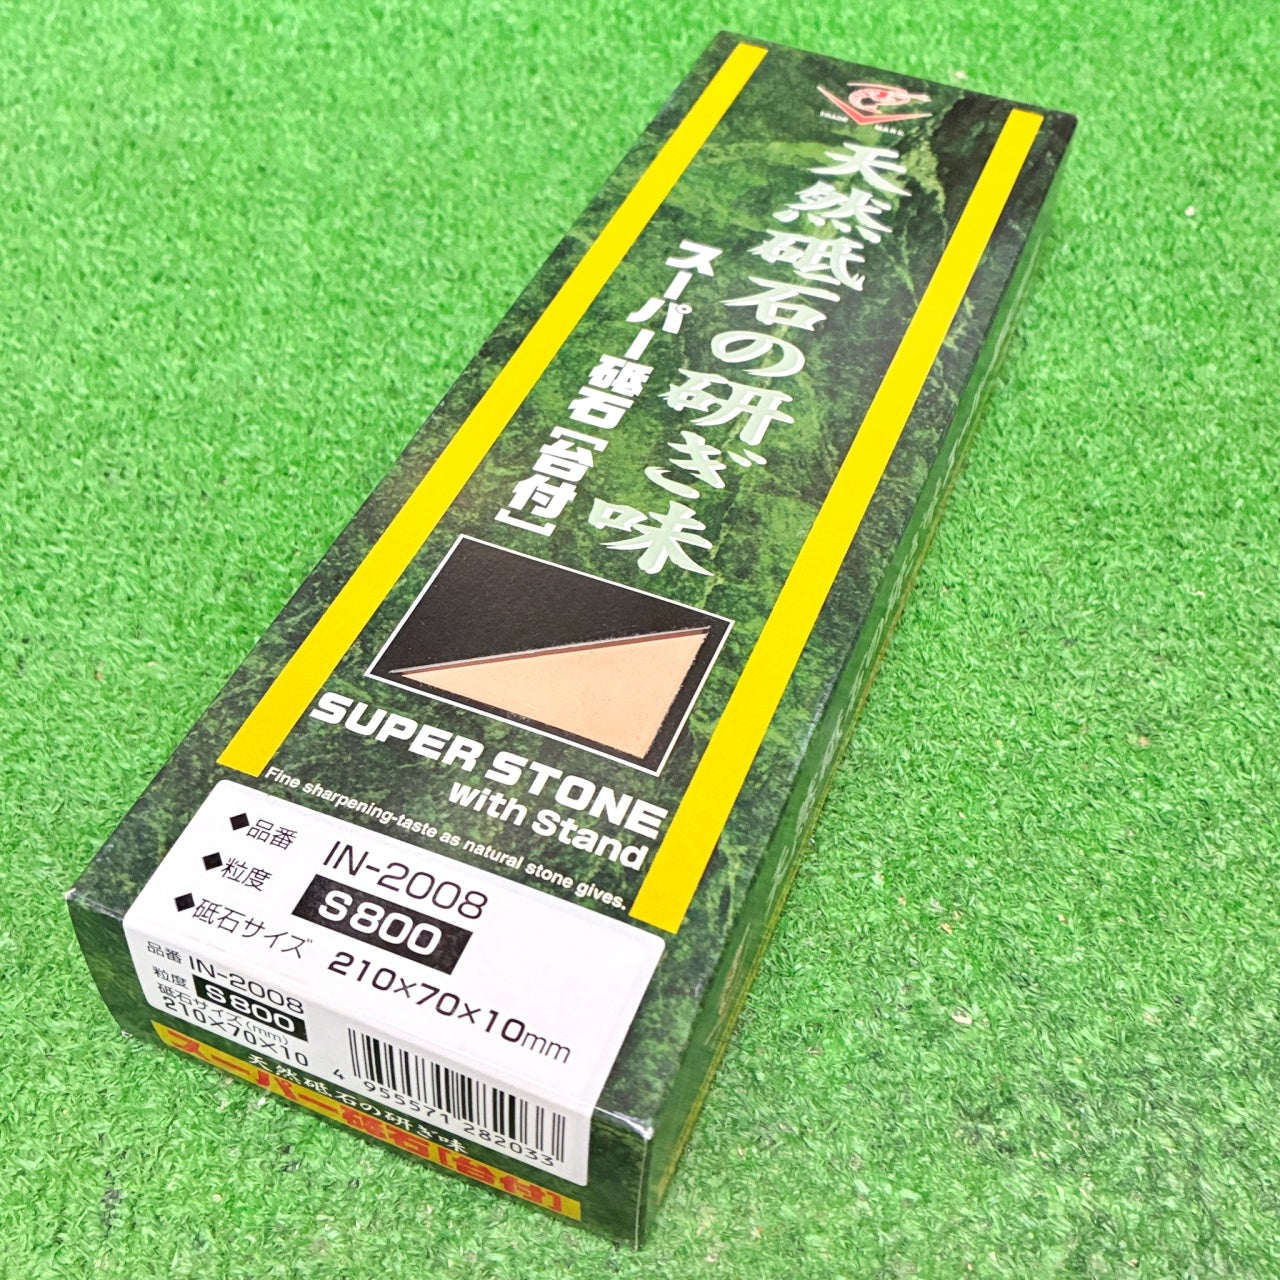 TRADE MARK
天然砥石の研ぎ味
スーパー砥石[台付]
SUPER STONE
with Stand
Fine sharpening-taste as natural stone gives.
◆品番 IN-2008
◆粒度 S800
◆砥石サイズ 210×70×10mm
品番 IN-2008
粒度 S800
砥石サイズ(mm)
210×70×10
4 955571 282033
天然砥石の研ぎ味
スーパー砥石[台付]